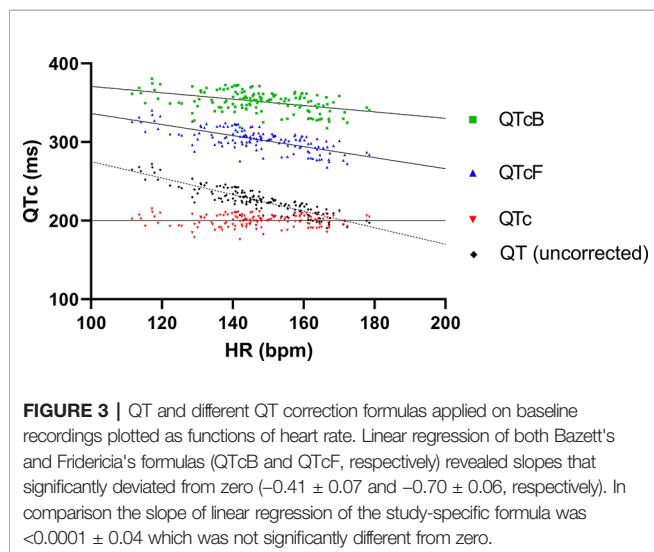 400
300
200
100
QTc (ms)
100 120 140 160 180 200
HR (bpm)
QTcB
QTcF
QTc
QT (uncorrected)
FIGURE 3 | QT and different QT correction formulas applied on baseline
recordings plotted as functions of heart rate. Linear regression of both Bazett's
and Fridericia's formulas (QTcB and QTcF, respectively) revealed slopes that
significantly deviated from zero (−0.41 ± 0.07 and −0.70 ± 0.06, respectively). In
comparison the slope of linear regression of the study-specific formula was
<0.0001 ± 0.04 which was not significantly different from zero.